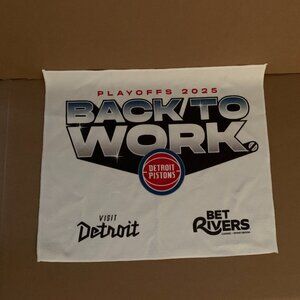 PLAYOFFS 2025
BACK TO
WORK.
DETROIT
PISTONS
VISIT
Detroit
BET
RIVERS